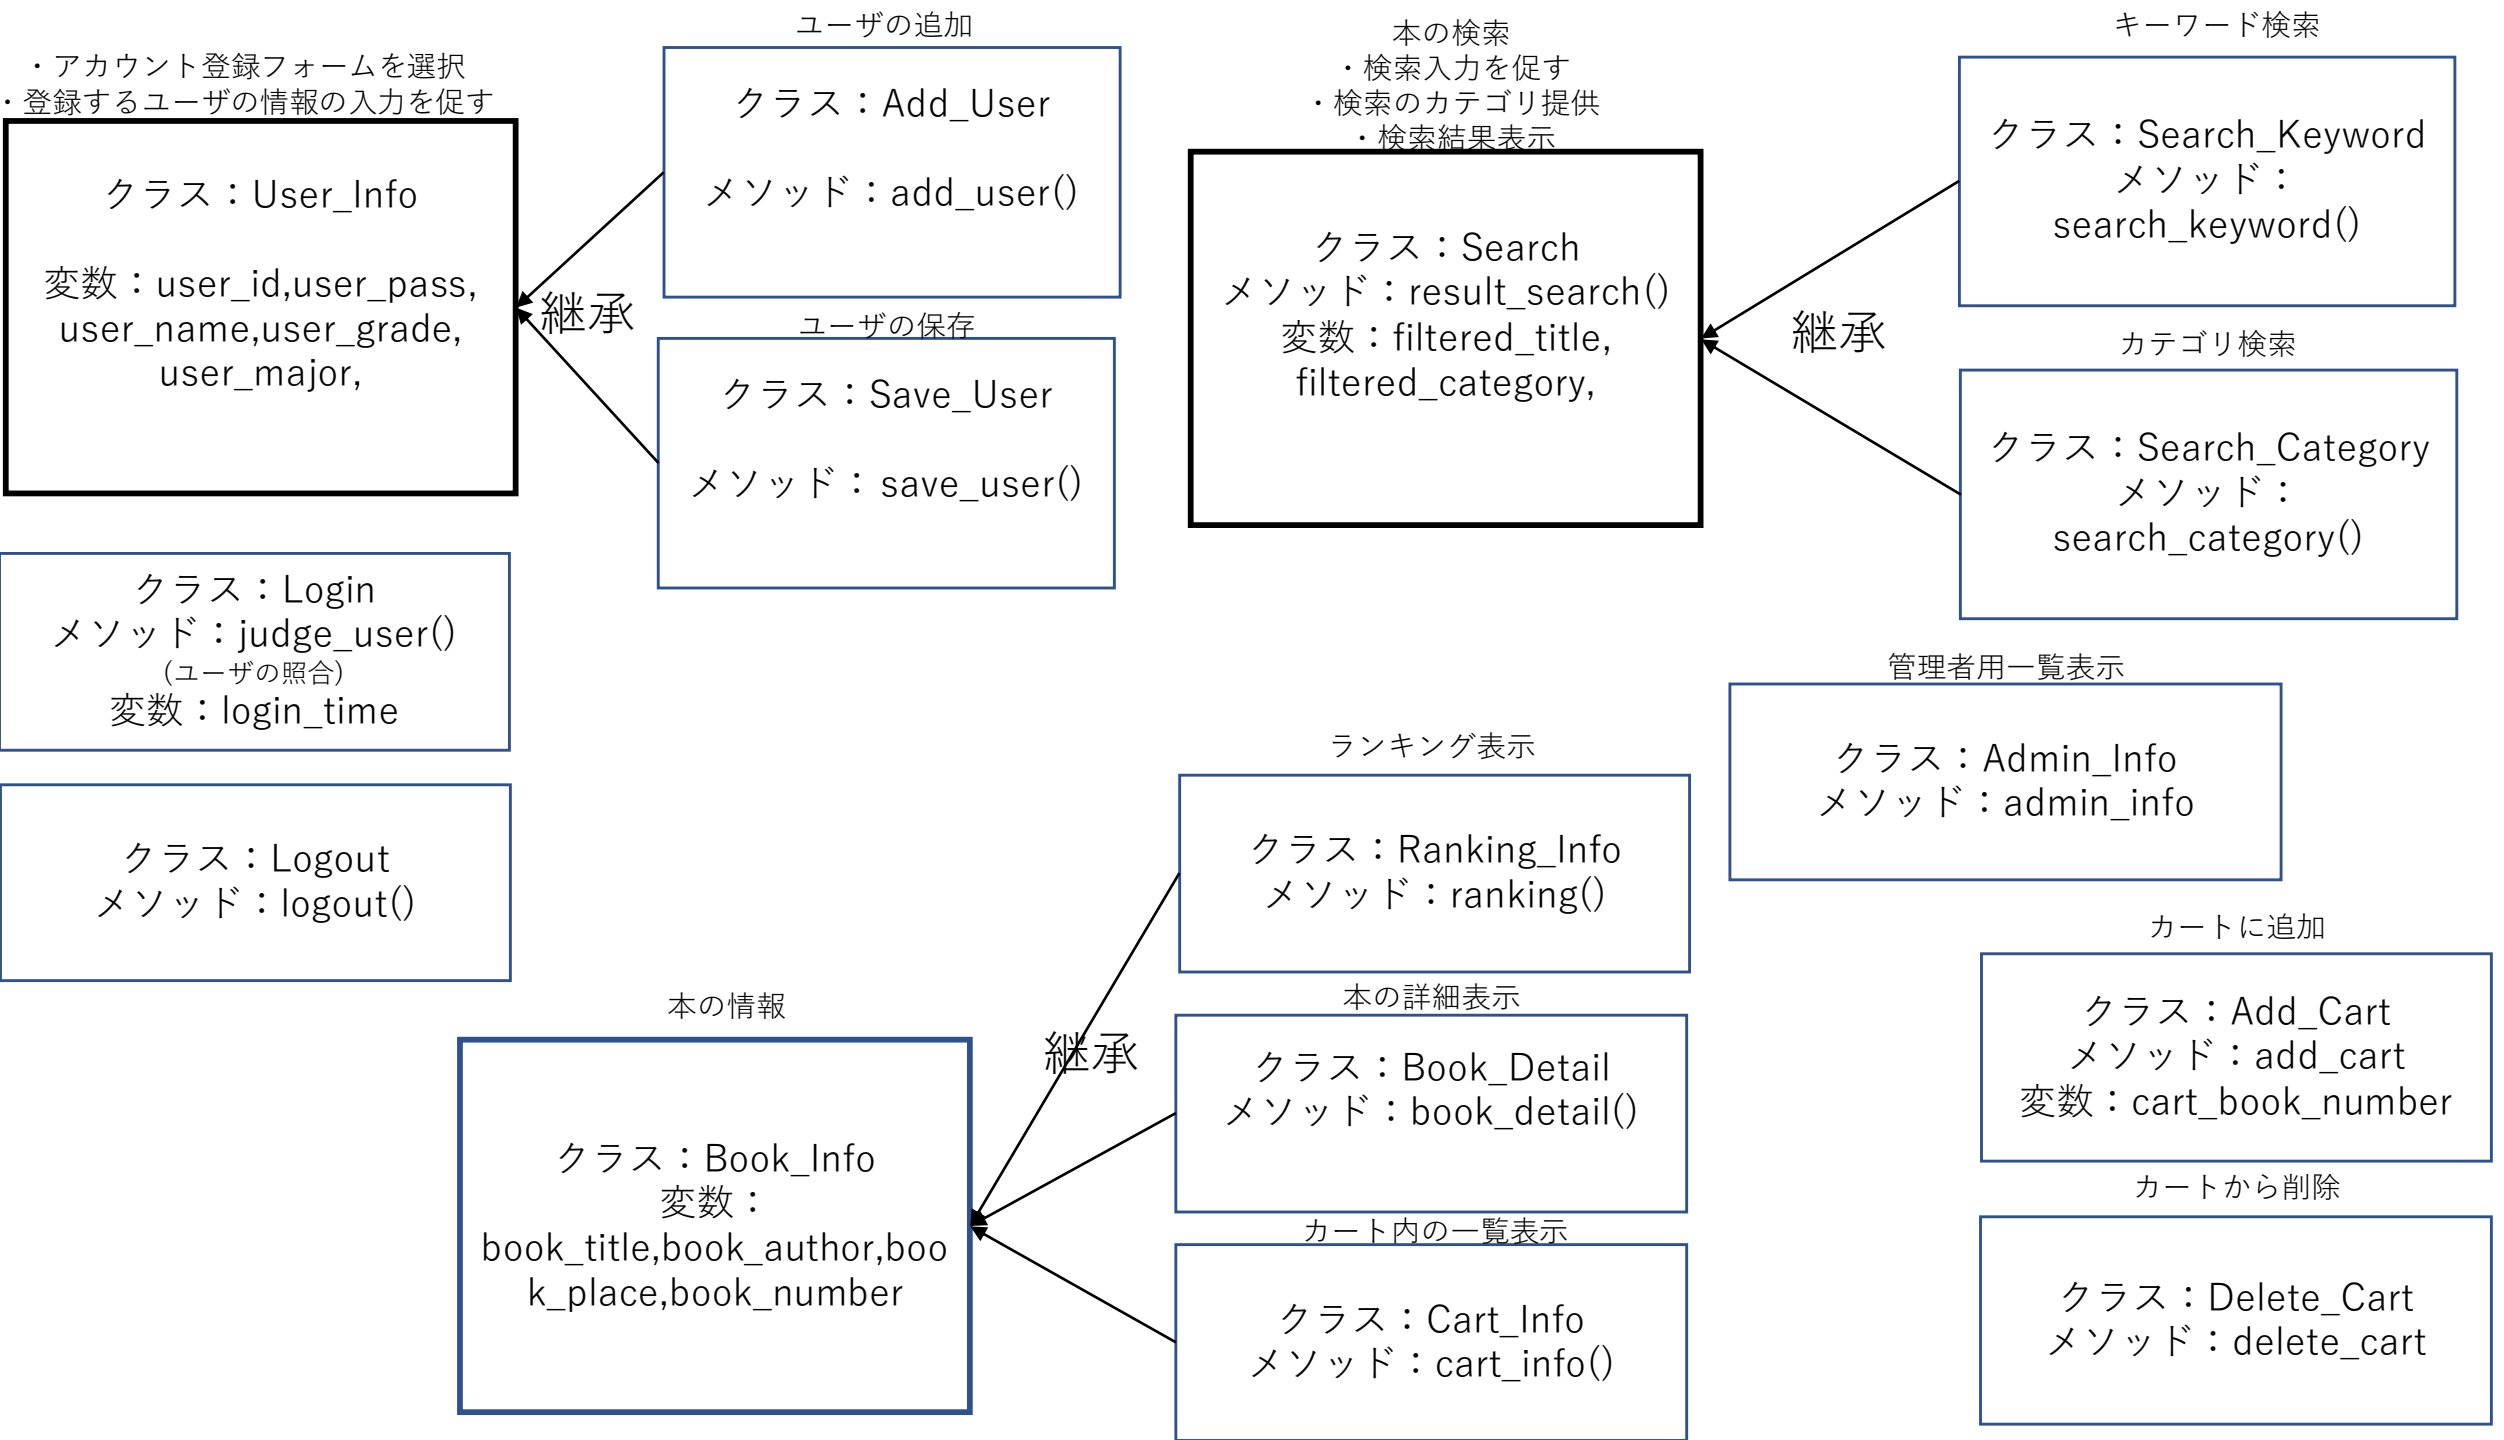 ・アカウント登録フォームを選択
・登録するユーザの情報の入力を促す
クラス：User_Info
変数：user_id,user_pass,
user_name,user_grade,
user_major,
ユーザの追加
クラス：Add_User
メソッド：add_user()
継承
ユーザの保存
クラス：Save_User
メソッド：save_user()
本の検索
・検索入力を促す
・検索のカテゴリ提供
・検索結果表示
クラス：Search
メソッド：result_search()
変数：filtered_title,
filtered_category,
キーワード検索
クラス：Search_Keyword
メソッド：
search_keyword()
継承
カテゴリ検索
クラス：Search_Category
メソッド：
search_category()
クラス：Login
メソッド：judge_user()
(ユーザの照合)
変数：login_time
クラス：Logout
メソッド：logout()
管理者用一覧表示
クラス：Admin_Info
メソッド：admin_info
ランキング表示
クラス：Ranking_Info
メソッド：ranking()
本の情報
クラス：Book_Info
変数：
book_title,book_author,boo
k_place,book_number
継承
本の詳細表示
クラス：Book_Detail
メソッド：book_detail()
カート内の一覧表示
クラス：Cart_Info
メソッド：cart_info()
カートに追加
クラス：Add_Cart
メソッド：add_cart
変数：cart_book_number
カートから削除
クラス：Delete_Cart
メソッド：delete_cart